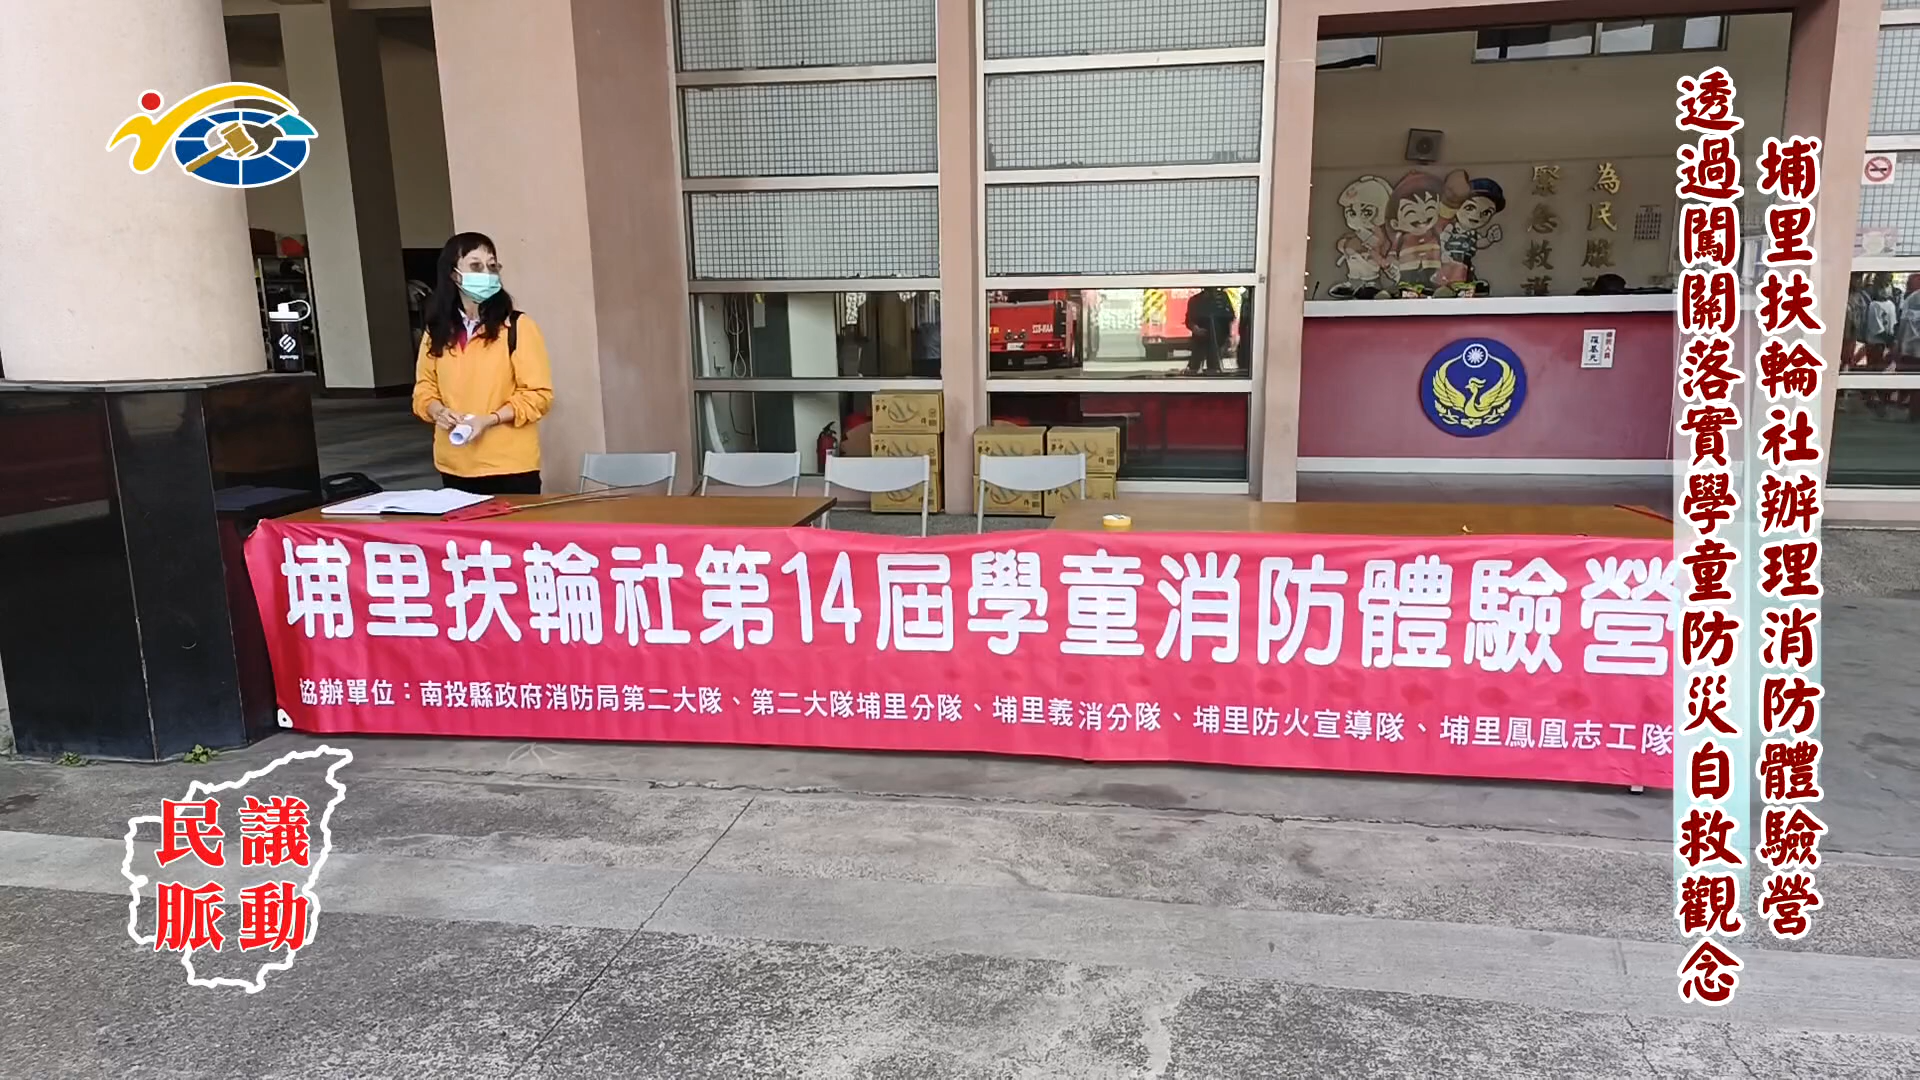 埔里扶輪社辦理消防體驗營
透過闖關落實學童防災自救觀念
為民服
緊急救護
埔里扶輪社第14屆學童消防體驗營
協辦單位：南投縣政府消防局第二大隊、第二大隊埔里分隊、埔里義消分隊、埔里防火宣導隊、埔里鳳凰志工隊
民議
脈動